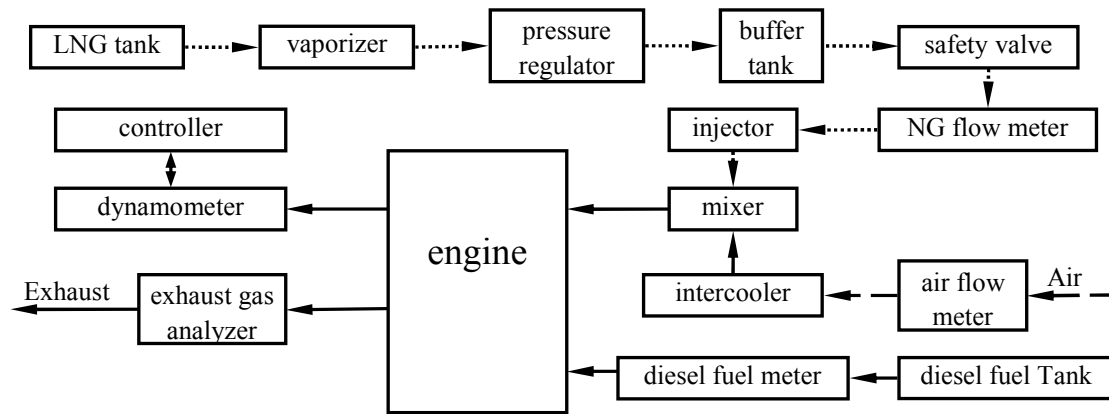 LNG tank
vaporizer
pressure
regulator
buffer
tank
safety valve
controller
injector
NG flow meter
dynamometer
engine
mixer
Exhaust
exhaust gas
analyzer
intercooler
air flow
meter
Air
diesel fuel meter
diesel fuel Tank